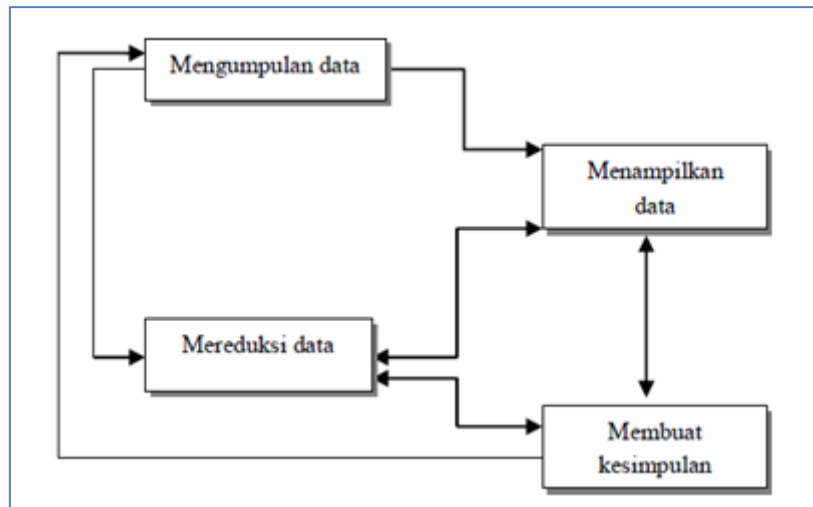 Mengumpulan data
Menampilkan
data
Mereduksi data
Membuat
kesimpulan